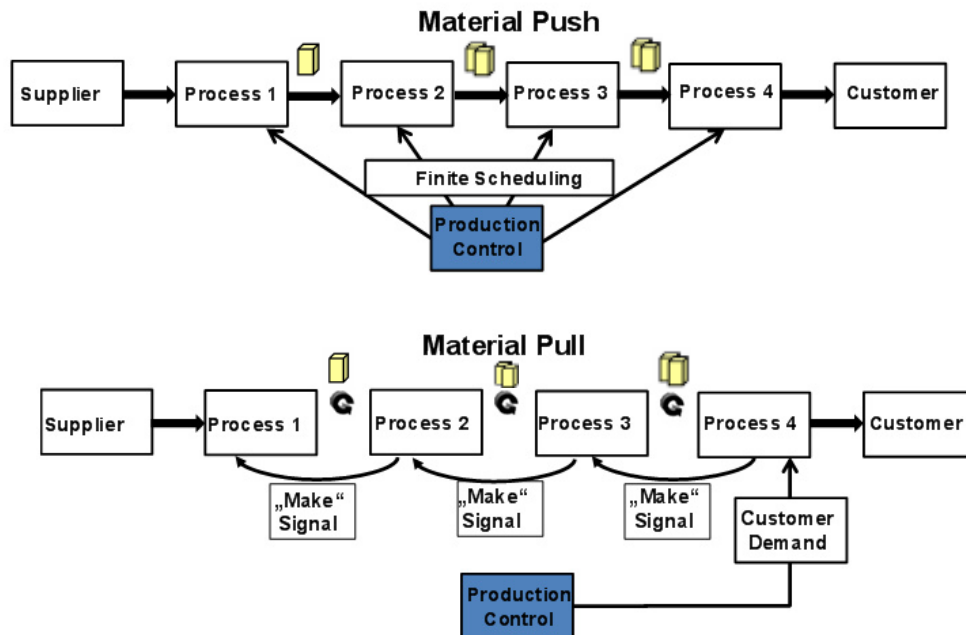 Material Push
Supplier
Process 1
Process 2
Process 3
Process 4
Customer
Finite Scheduling
Production
Control
Material Pull
Supplier
Process 1
Process 2
Process 3
Process 4
Customer
„Make“
Signal
„Make“
Signal
„Make“
Signal
Customer
Demand
Production
Control